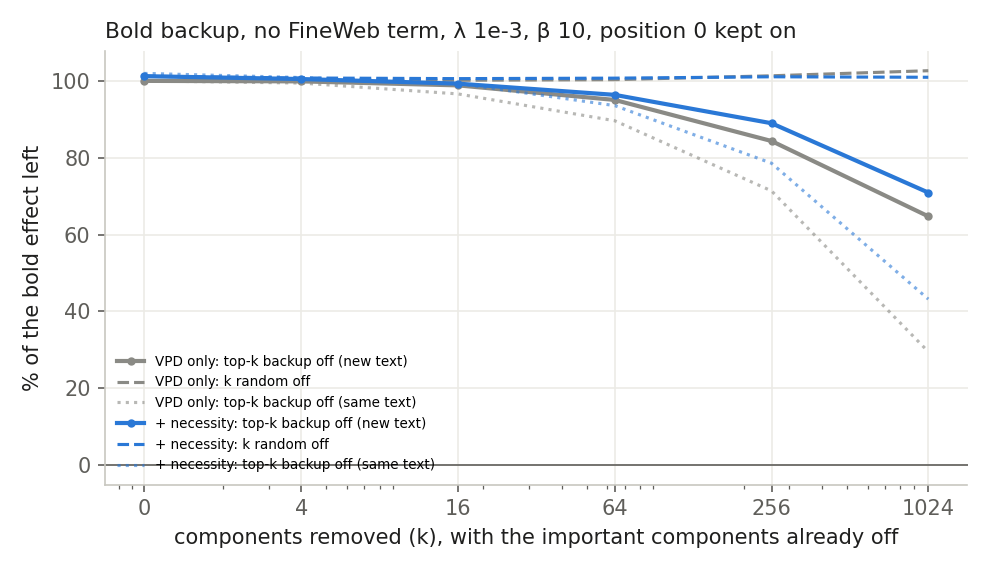 Bold backup, no FineWeb term, λ 1e-3, β 10, position 0 kept on
% of the bold effect left
100
80
60
40
20
0
VPD only: top-k backup off (new text)
VPD only: k random off
VPD only: top-k backup off (same text)
+ necessity: top-k backup off (new text)
+ necessity: k random off
+ necessity: top-k backup off (same text)
0 4 16 64 256 1024
components removed (k), with the important components already off